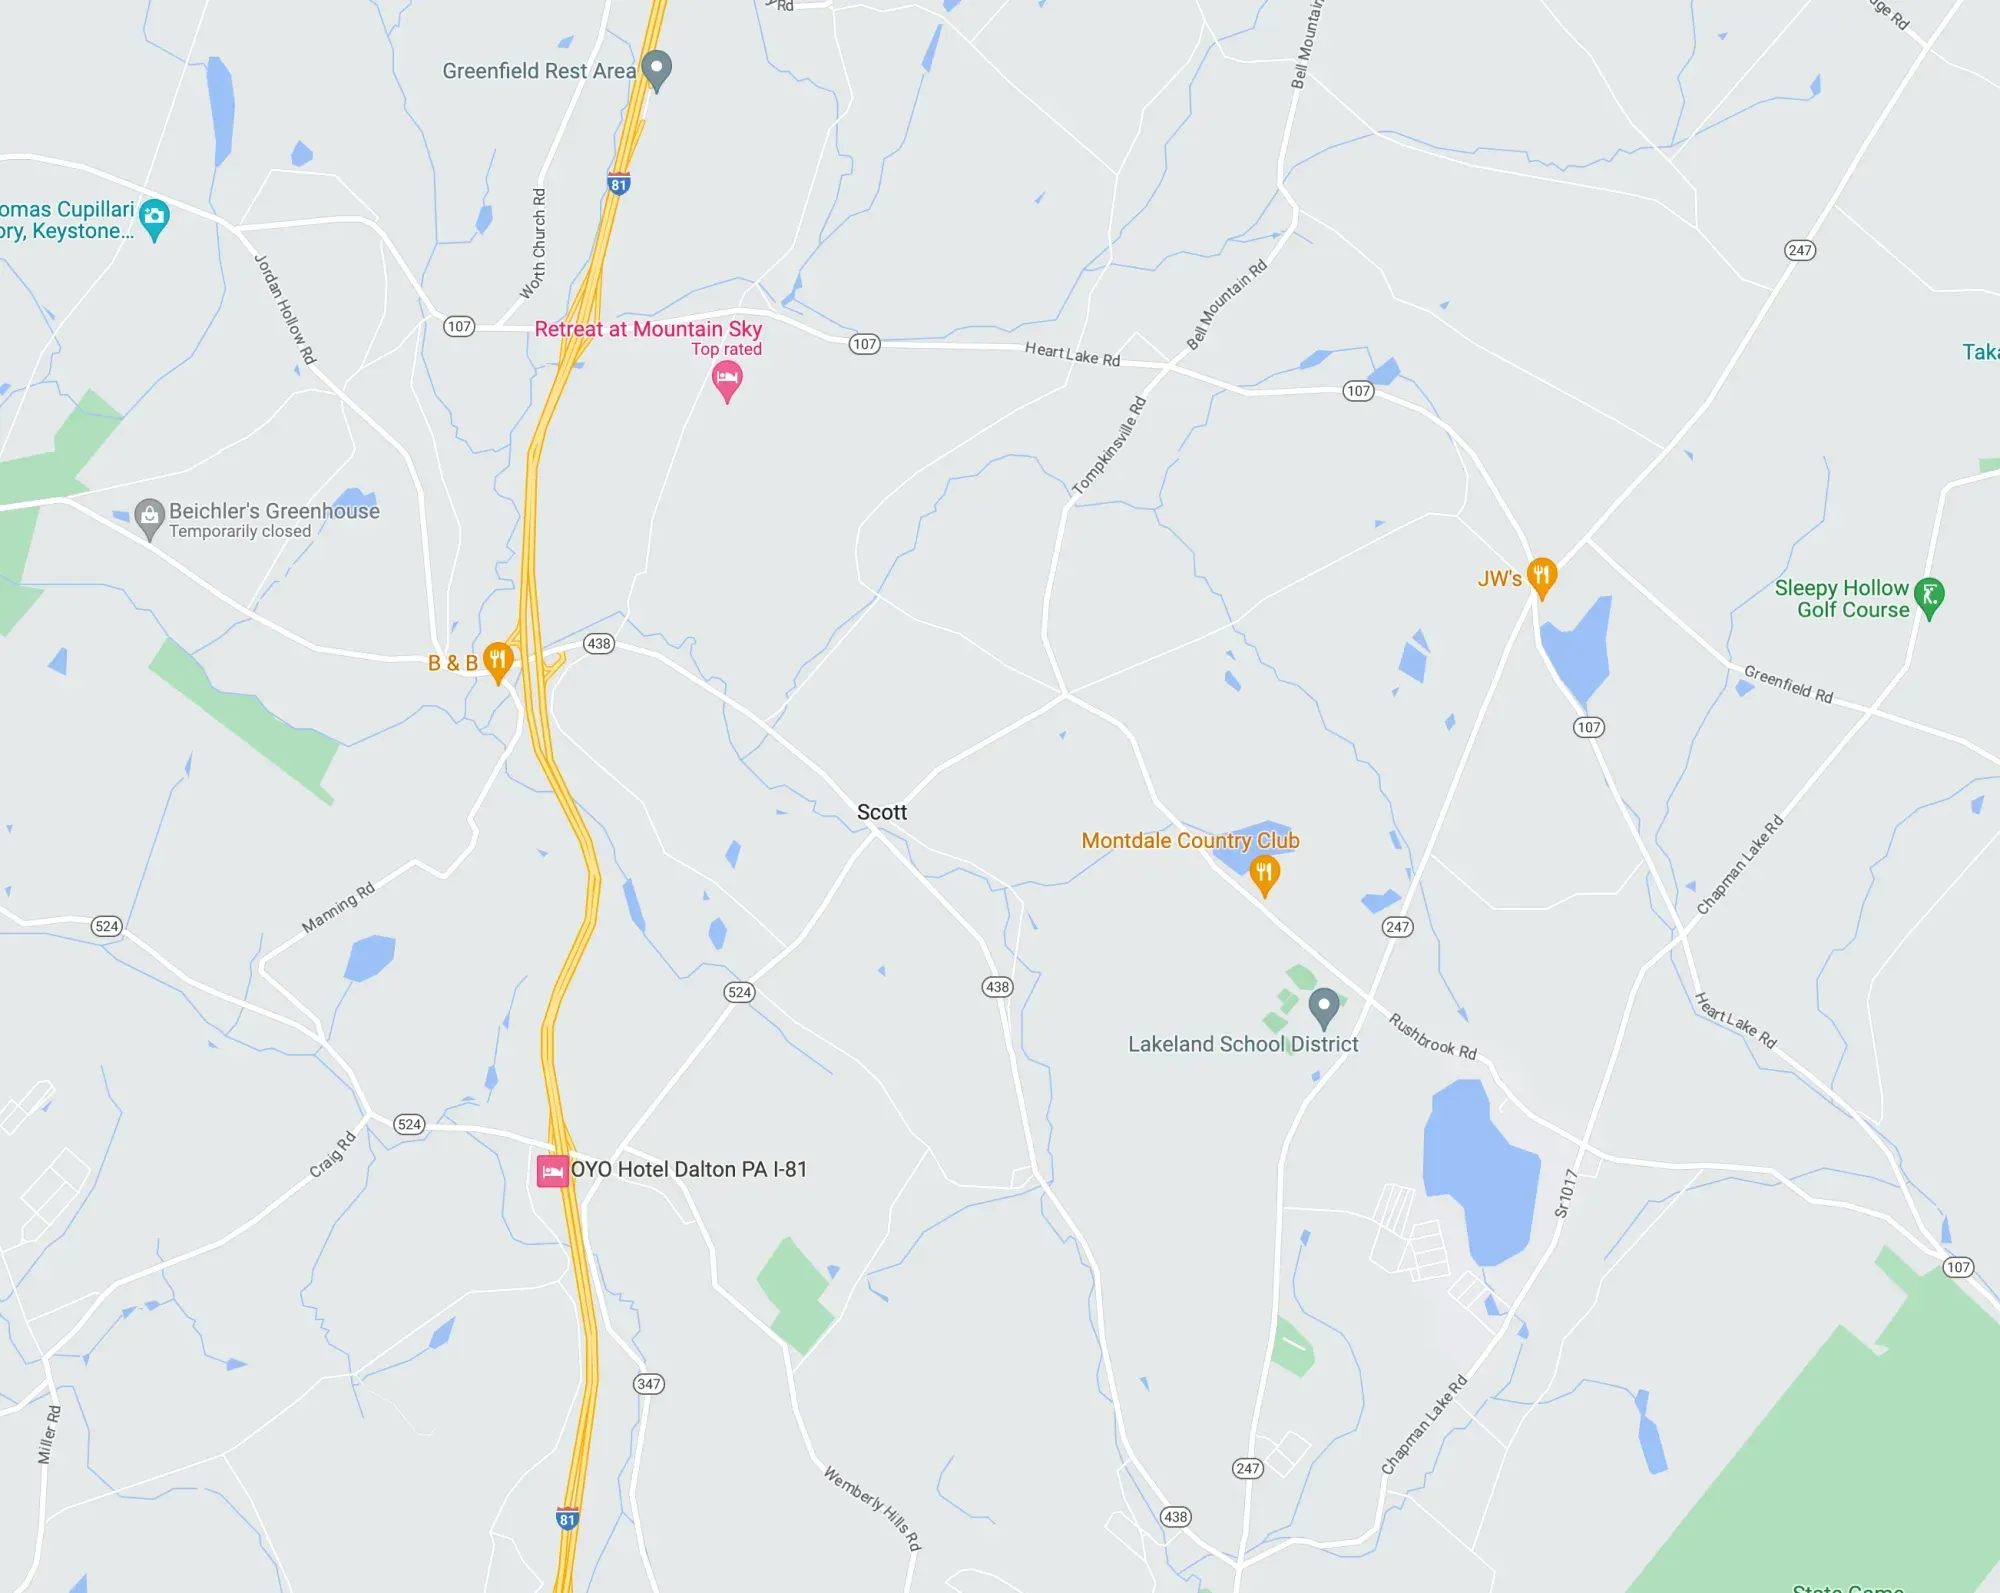 Rd
dge Rd
Bell Mountain
Greenfield Rest Area
81
omas Cupillari
ory, Keystone...
Worth Church Rd
247
Jordan Hollow Rd
Bell Mountain Rd
107
Retreat at Mountain Sky
Top rated
107
Heart Lake Rd
Taka
107
Tompkinsville Rd
Beichler's Greenhouse
Temporarily closed
JW's
Sleepy Hollow
Golf Course
438
B & B
Greenfield Rd
107
Scott
Montdale Country Club
Chapman Lake Rd
Manning Rd
524
247
524
438
Lakeland School District
Rushbrook Rd
Heart Lake Rd
524
Craig Rd
OYO Hotel Dalton PA I-81
Sr1017
107
347
Miller Rd
Chapman Lake Rd
247
Wemberly Hills Rd
81
438
State Game